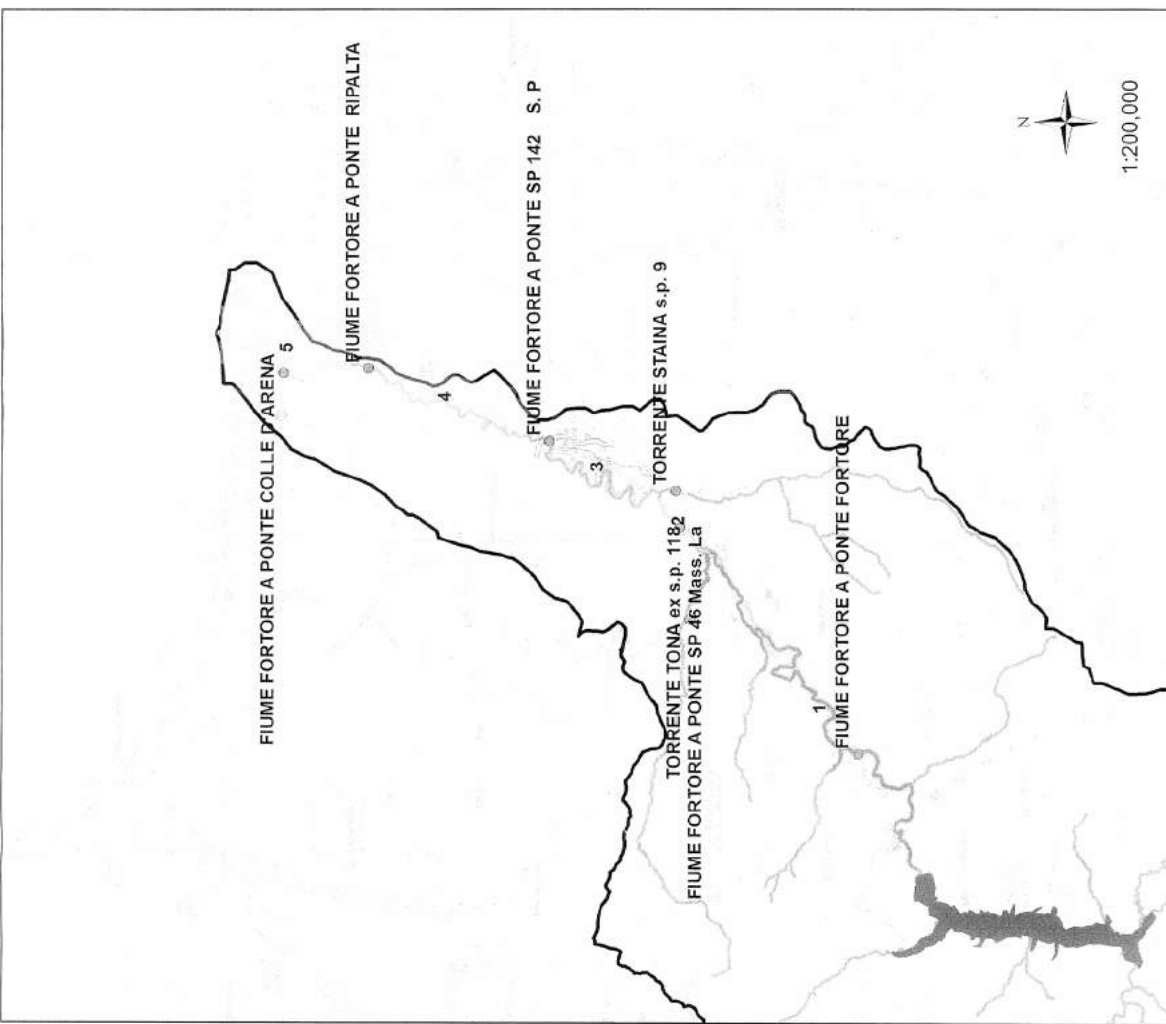 FIUME FORTORE A PONTE COLLE D'ARENA
5
FIUME FORTORE A PONTE RIPALTA
4
FIUME FORTORE A PONTE SP 142 S. P
3
TORRENTE STAINA s.p. 9
TORRENTE TONA ex s.p. 118
2
FIUME FORTORE A PONTE SP 46 Mass. La
1
FIUME FORTORE A PONTE FORTORE
N
1:200,000